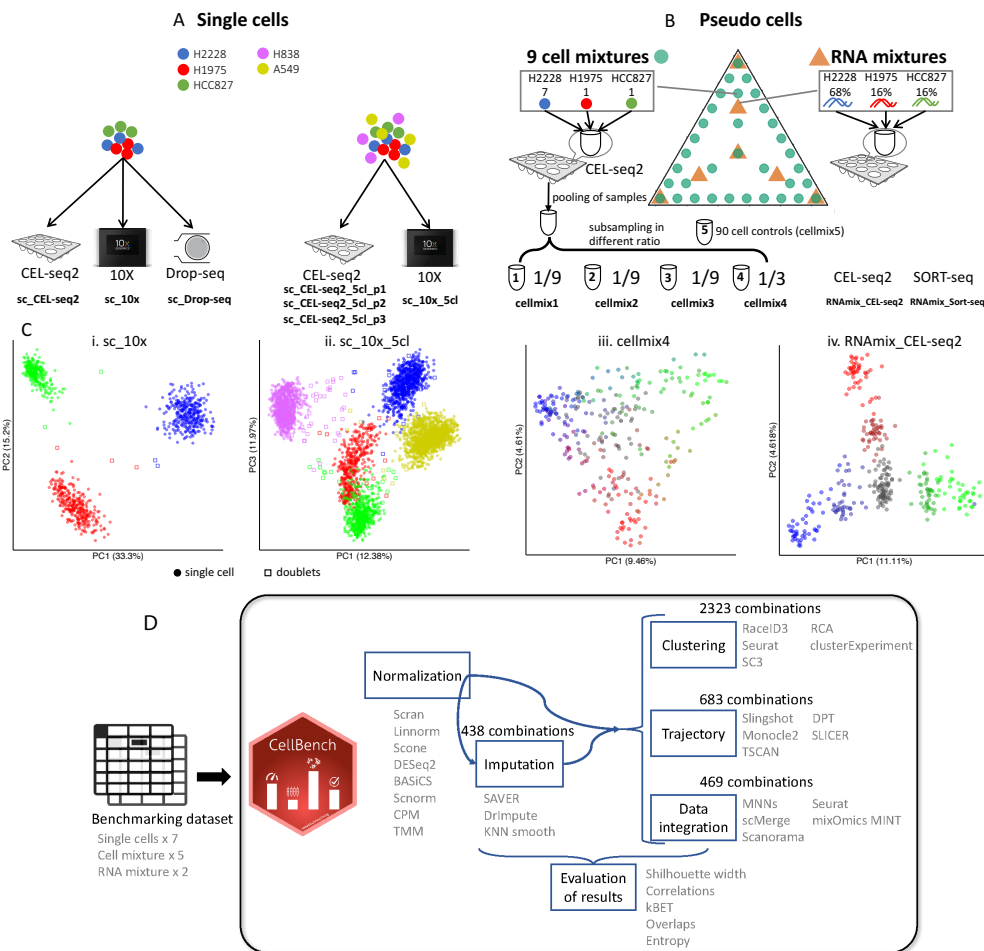 A Single cells
H2228
H1975
HCC827
H838
A549
CEL-seq2
10X
Drop-seq
sc_CEL-seq2
sc_10x
sc_Drop-seq
CEL-seq2
10X
sc_CEL-seq2_5cl_p1
sc_CEL-seq2_5cl_p2
sc_CEL-seq2_5cl_p3
sc_10x_5cl
B Pseudo cells
9 cell mixtures
RNA mixtures
H2228 H1975 HCC827
7 1 1
H2228 H1975 HCC827
68% 16% 16%
CEL-seq2
pooling of samples
subsampling in
different ratio
5 90 cell controls (cellmix5)
1 1/9 2 1/9 3 1/9 4 1/3
cellmix1 cellmix2 cellmix3 cellmix4
CEL-seq2 SORT-seq
RNAmix_CEL-seq2 RNAmix_Sort-seq
C
i. sc_10x
PC2 (15.2%)
PC1 (33.3%)
ii. sc_10x_5cl
PC3 (11.97%)
PC1 (12.38%)
iii. cellmix4
PC2 (4.61%)
PC1 (9.46%)
iv. RNAmix_CEL-seq2
PC2 (4.618%)
PC1 (11.11%)
single cell doublets
D
Benchmarking dataset
Single cells x 7
Cell mixture x 5
RNA mixture x 2
CellBench
Normalization
Scran
Linnorm
Scone
DESeq2
BASiCS
Scnorm
CPM
TMM
438 combinations
Imputation
SAVER
DrImpute
KNN smooth
2323 combinations
Clustering
RaceID3 RCA
Seurat clusterExperiment
SC3
683 combinations
Trajectory
Slingshot DPT
Monocle2 SLICER
TSCAN
469 combinations
Data
integration
MNNs Seurat
scMerge mixOmics MINT
Scanorama
Evaluation
of results
Shilhouette width
Correlations
kBET
Overlaps
Entropy